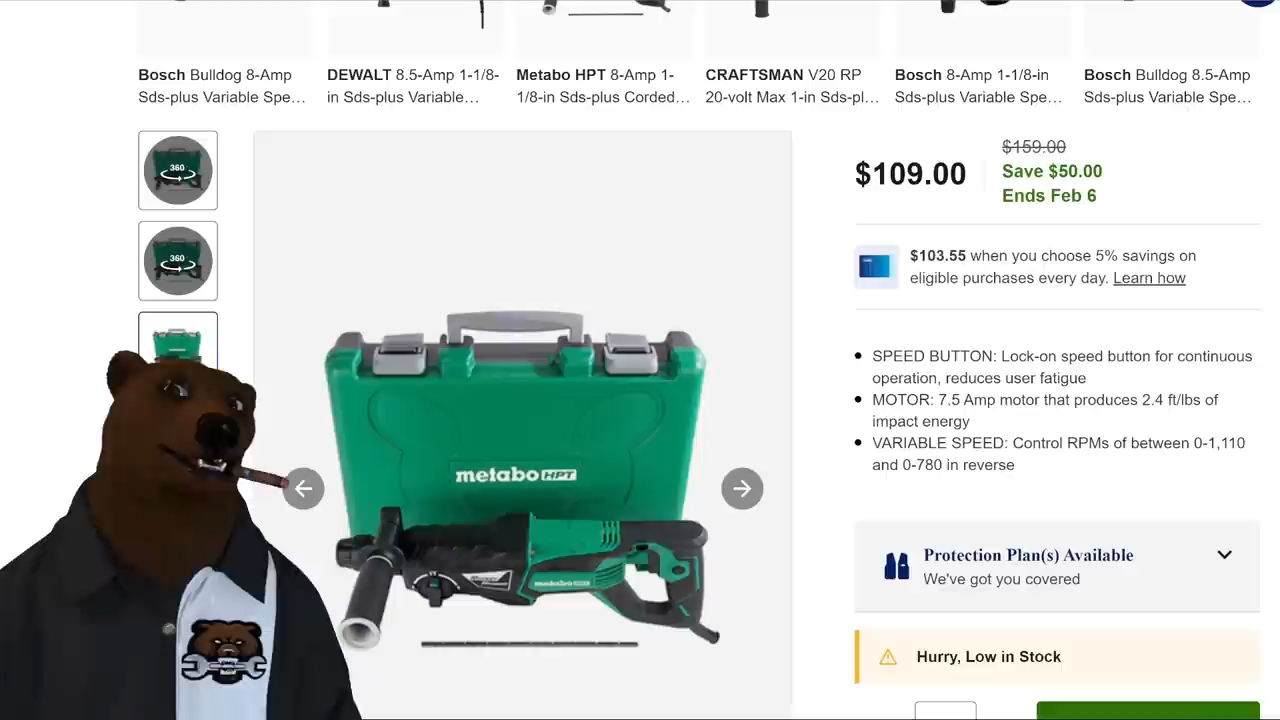 Bosch Bulldog 8-Amp
Sds-plus Variable Spe…
DEWALT 8.5-Amp 1-1/8-
in Sds-plus Variable…
Metabo HPT 8-Amp 1-
1/8-in Sds-plus Corded…
CRAFTSMAN V20 RP
20-volt Max 1-in Sds-pl…
Bosch 8-Amp 1-1/8-in
Sds-plus Variable Spe…
Bosch Bulldog 8.5-Amp
Sds-plus Variable Spe…
360
360
metabo HPT
metabo HPT
$109.00
$159.00
Save $50.00
Ends Feb 6
$103.55 when you choose 5% savings on
eligible purchases every day. Learn how
SPEED BUTTON: Lock-on speed button for continuous
operation, reduces user fatigue
MOTOR: 7.5 Amp motor that produces 2.4 ft/lbs of
impact energy
VARIABLE SPEED: Control RPMs of between 0-1,110
and 0-780 in reverse
Protection Plan(s) Available
We've got you covered
Hurry, Low in Stock